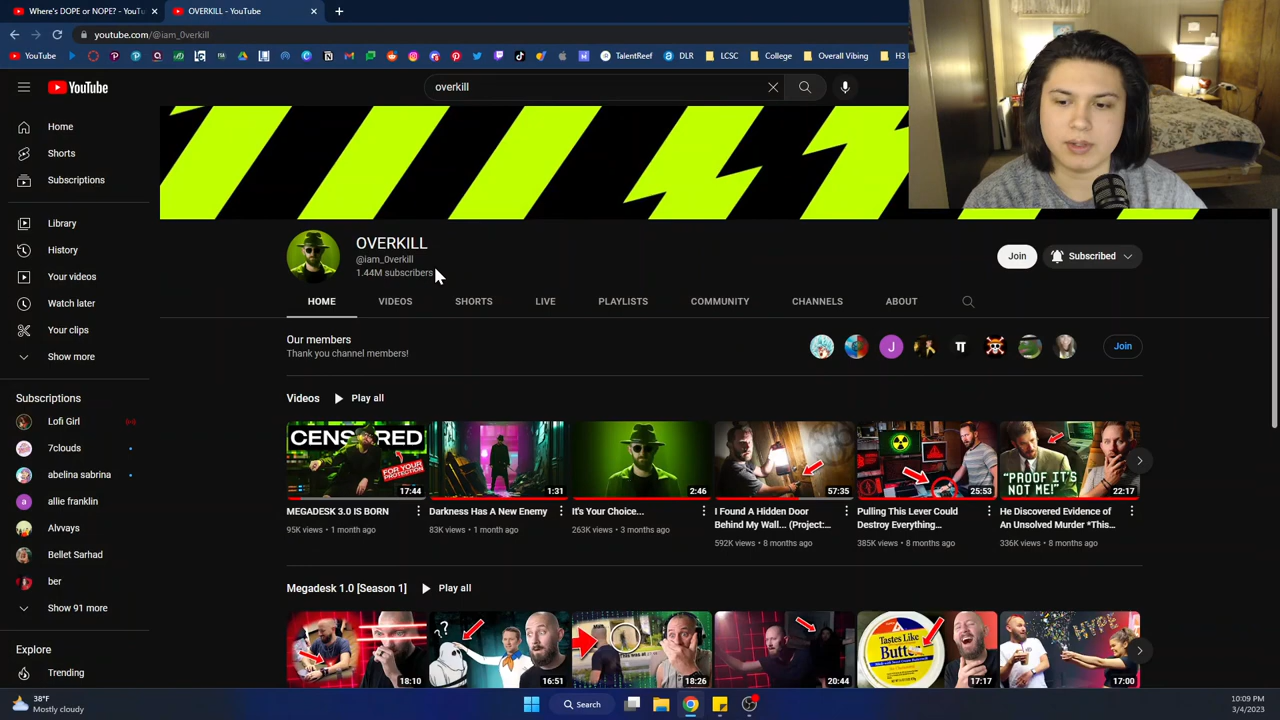 Where's DOPE or NOPE? - YouTu
OVERKILL - YouTube
youtube.com/@iam_0verkill
YouTube
TalentReef
DLR
LCSC
College
Overall Vibing
H3
YouTube
overkill
Home
Shorts
Subscriptions
Library
History
Your videos
Watch later
Your clips
Show more
Subscriptions
Lofi Girl
7clouds
abelina sabrina
allie franklin
Alvvays
Bellet Sarhad
ber
Show 91 more
Explore
Trending
OVERKILL
@iam_0verkill
1.44M subscribers
Join
Subscribed
HOME
VIDEOS
SHORTS
LIVE
PLAYLISTS
COMMUNITY
CHANNELS
ABOUT
Our members
Thank you channel members!
J
Join
Videos
Play all
CENSORED
FOR YOUR
PROTECTION
17:44
1:31
2:46
57:35
25:53
"PROOF IT'S
NOT ME!"
22:17
MEGADESK 3.0 IS BORN
95K views • 1 month ago
Darkness Has A New Enemy
83K views • 1 month ago
It's Your Choice...
263K views • 3 months ago
I Found A Hidden Door
Behind My Wall... (Project:...
592K views • 8 months ago
Pulling This Lever Could
Destroy Everything...
385K views • 8 months ago
He Discovered Evidence of
An Unsolved Murder *This...
336K views • 8 months ago
Megadesk 1.0 [Season 1]
Play all
18:10
??
16:51
18:26
20:44
Tastes Like
Butt
17:17
HYPE
17:00
38°F
Mostly cloudy
Search
10:09 PM
3/4/2023